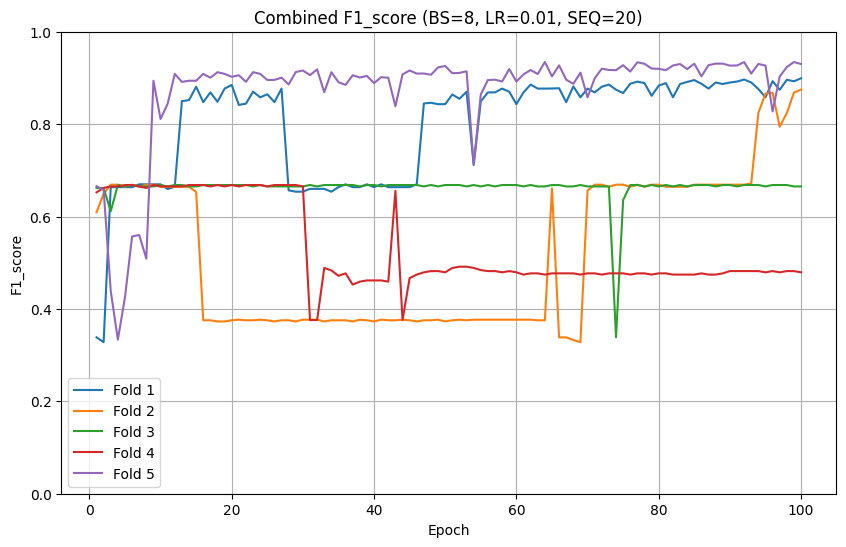 Combined F1_score (BS=8, LR=0.01, SEQ=20)
F1_score
1.0
0.8
0.6
0.4
0.2
0.0
Fold 1
Fold 2
Fold 3
Fold 4
Fold 5
0 20 40 60 80 100
Epoch